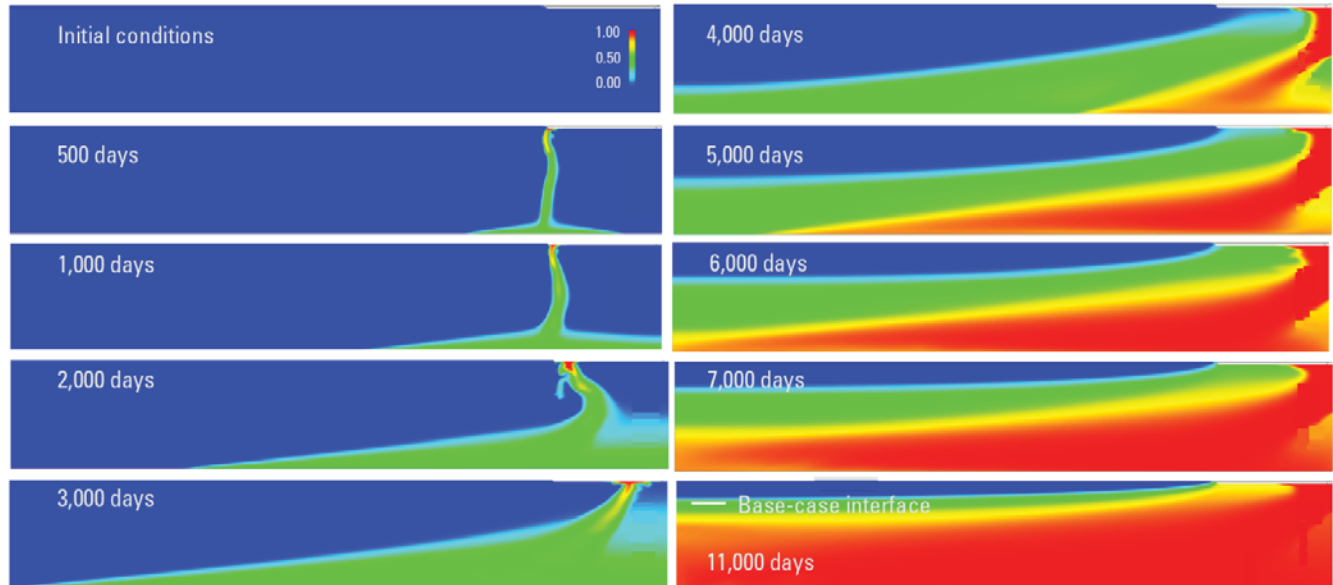 Initial conditions
1.00
0.50
0.00
500 days
1,000 days
2,000 days
3,000 days
4,000 days
5,000 days
6,000 days
7,000 days
Base-case interface
11,000 days